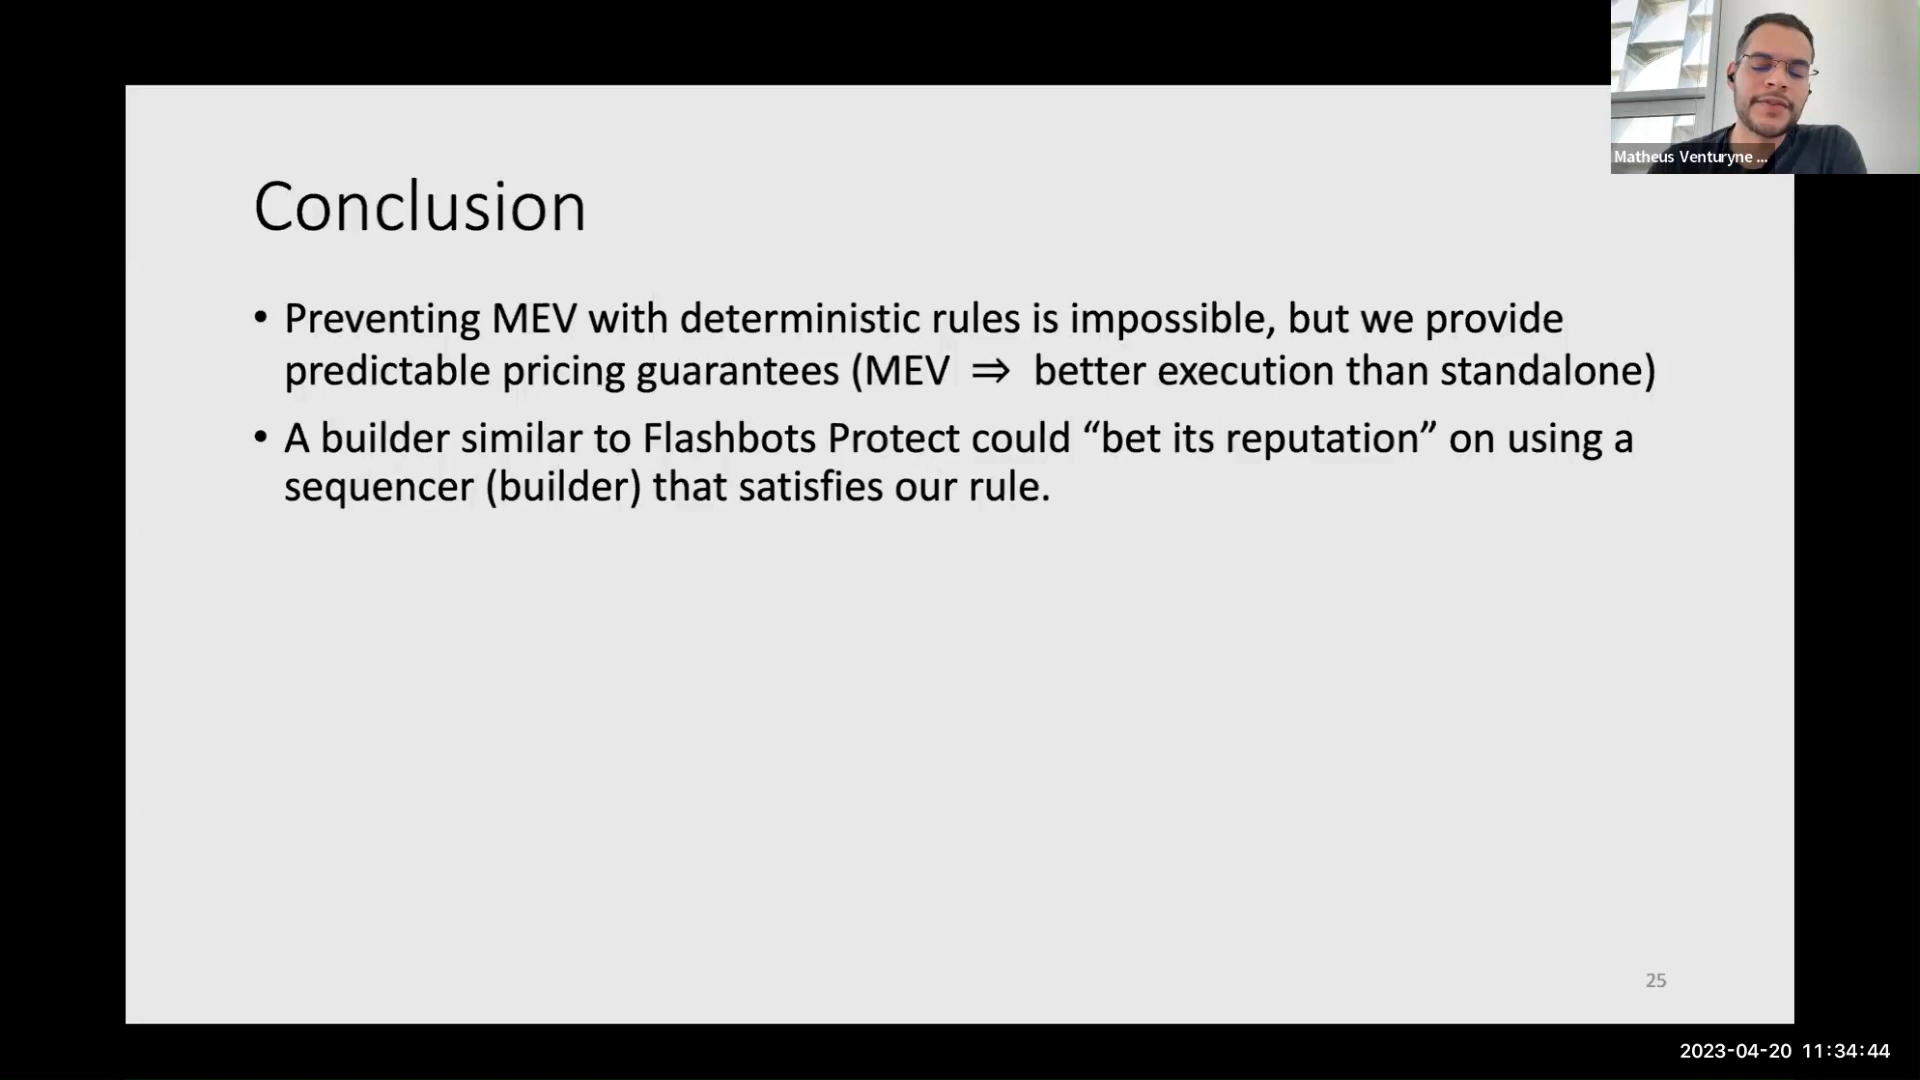 Matheus Venturyne ...
Conclusion
• Preventing MEV with deterministic rules is impossible, but we provide
predictable pricing guarantees (MEV ⇒ better execution than standalone)
• A builder similar to Flashbots Protect could “bet its reputation” on using a
sequencer (builder) that satisfies our rule.
25
2023-04-20 11:34:44